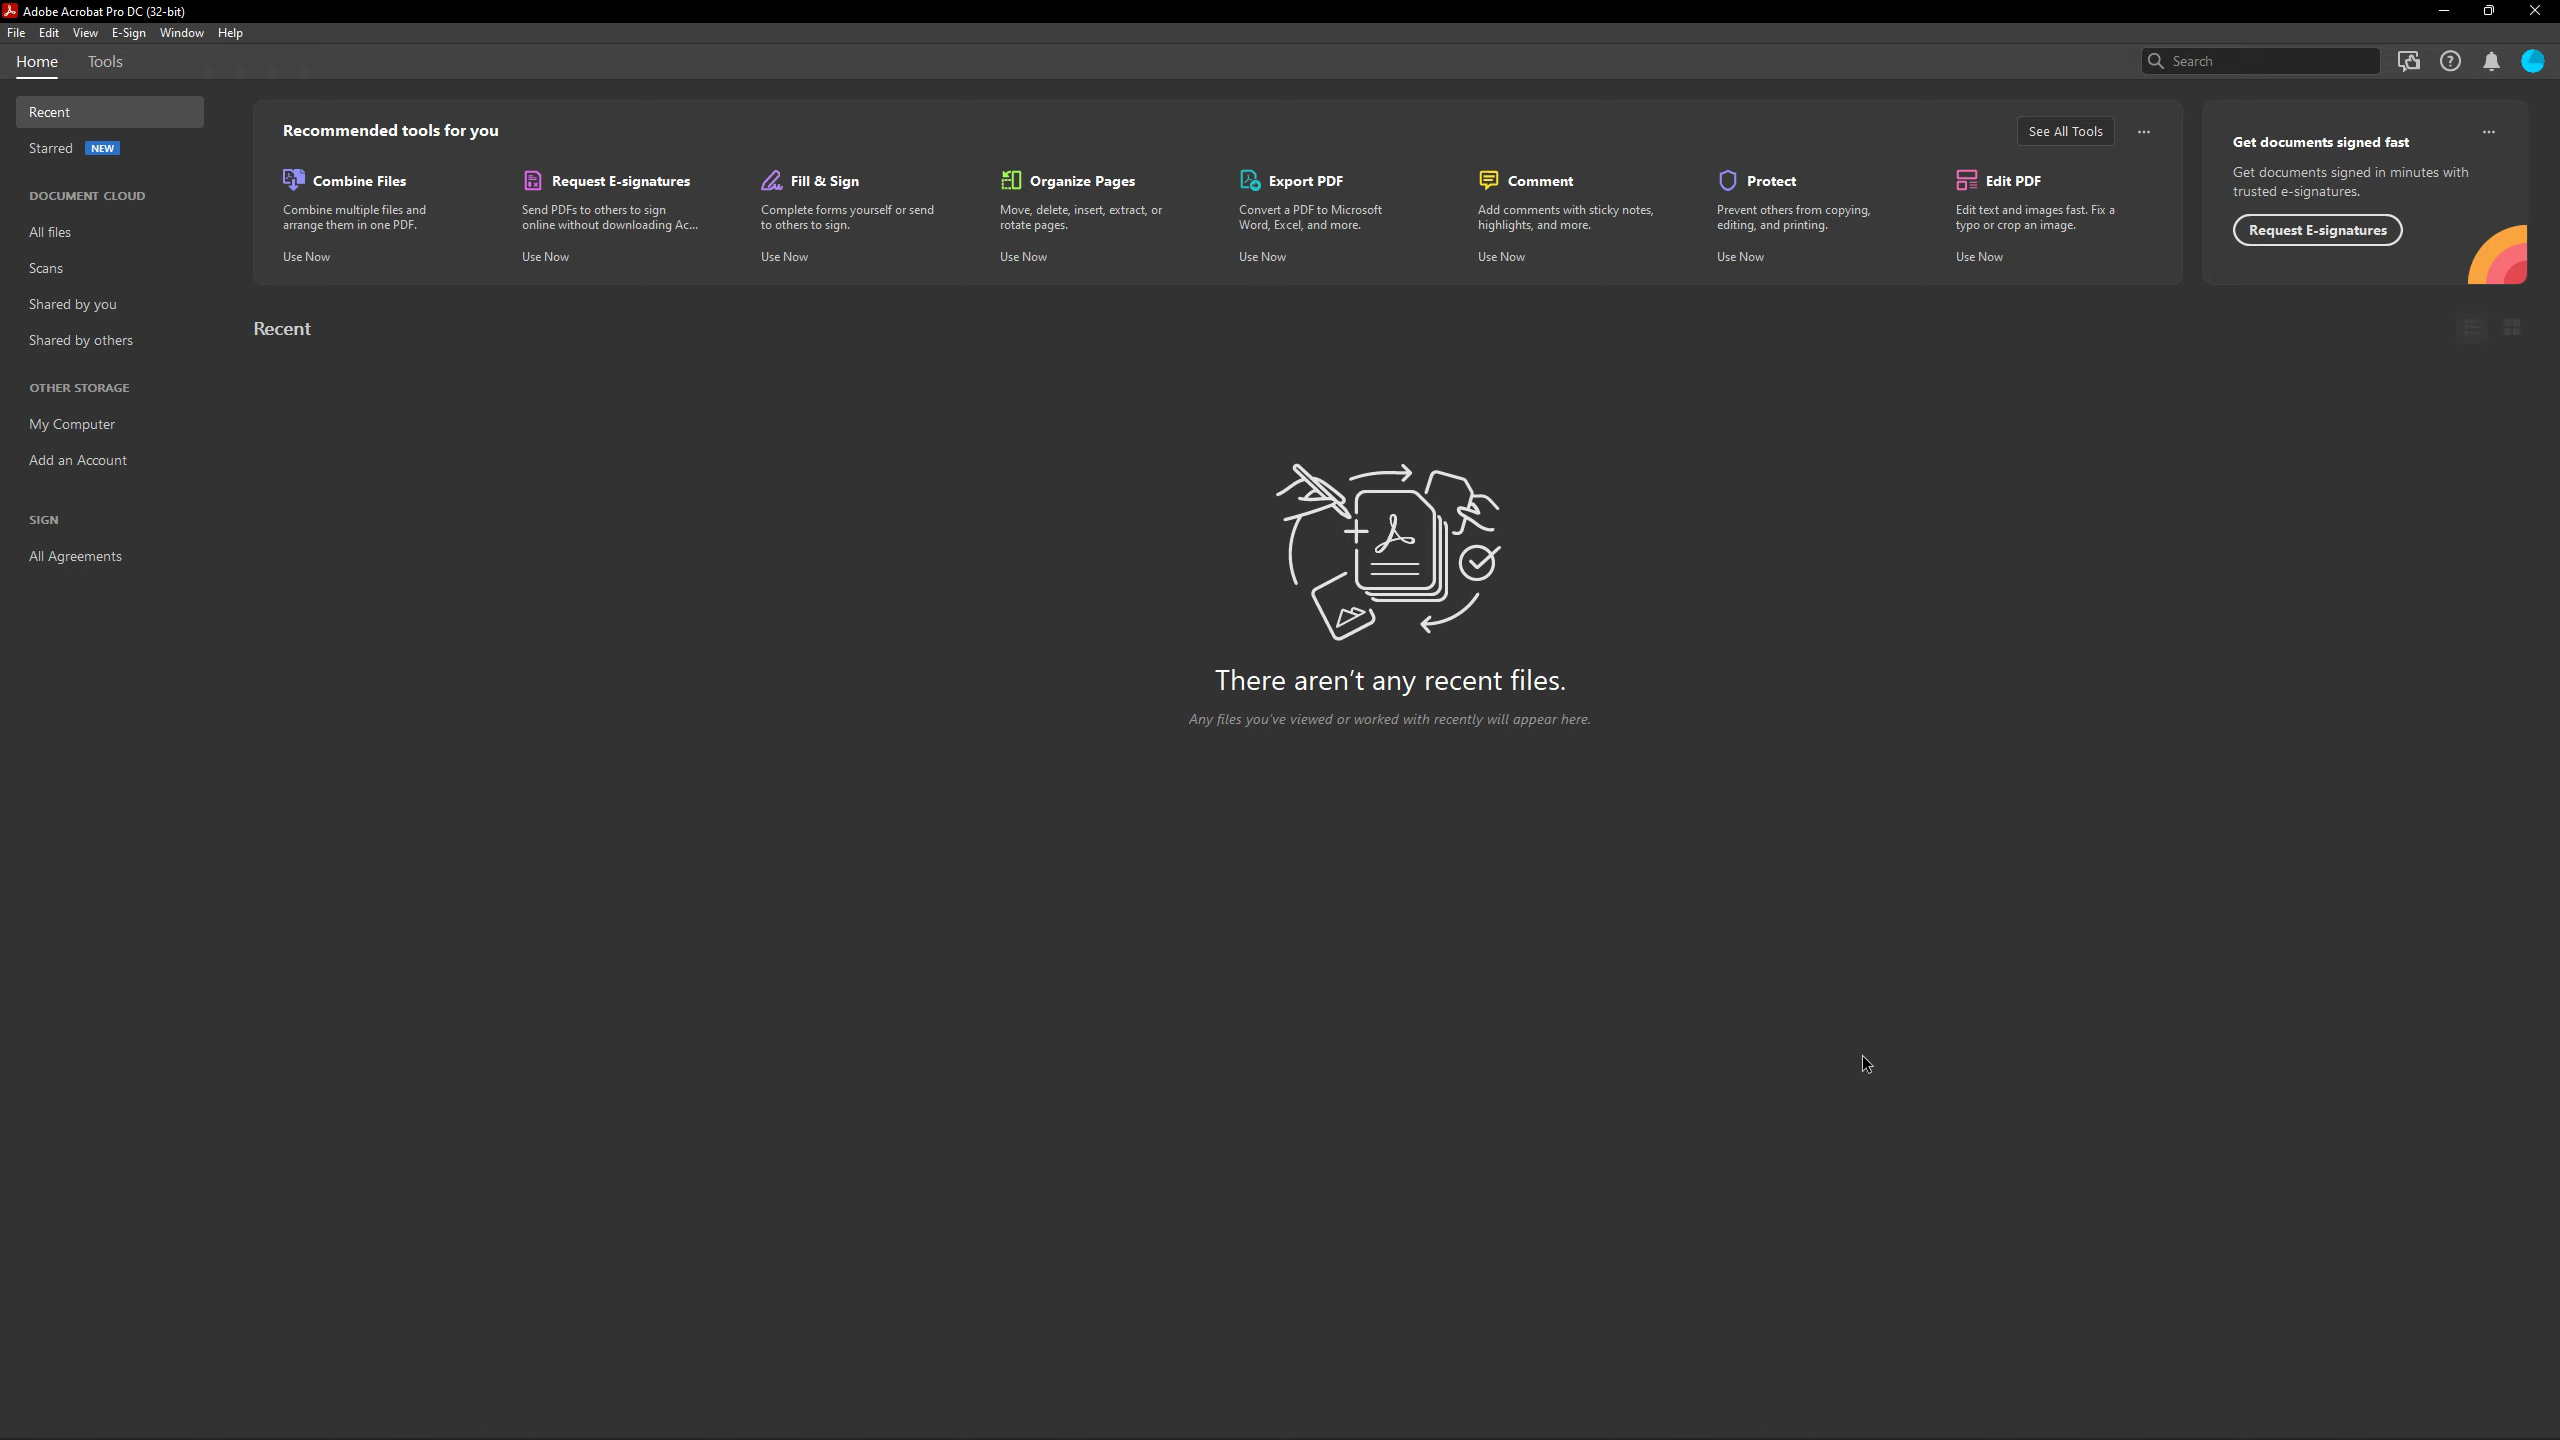 Adobe Acrobat Pro DC (32-bit)
File Edit View E-Sign Window Help
Home Tools
Search
Recent
Starred NEW
DOCUMENT CLOUD
All files
Scans
Shared by you
Shared by others
OTHER STORAGE
My Computer
Add an Account
SIGN
All Agreements
Recommended tools for you
See All Tools
Combine Files
Combine multiple files and
arrange them in one PDF.
Use Now
Request E-signatures
Send PDFs to others to sign
online without downloading Ac...
Use Now
Fill & Sign
Complete forms yourself or send
to others to sign.
Use Now
Organize Pages
Move, delete, insert, extract, or
rotate pages.
Use Now
Export PDF
Convert a PDF to Microsoft
Word, Excel, and more.
Use Now
Comment
Add comments with sticky notes,
highlights, and more.
Use Now
Protect
Prevent others from copying,
editing, and printing.
Use Now
Edit PDF
Edit text and images fast. Fix a
typo or crop an image.
Use Now
Get documents signed fast
Get documents signed in minutes with
trusted e-signatures.
Request E-signatures
Recent
There aren't any recent files.
Any files you've viewed or worked with recently will appear here.